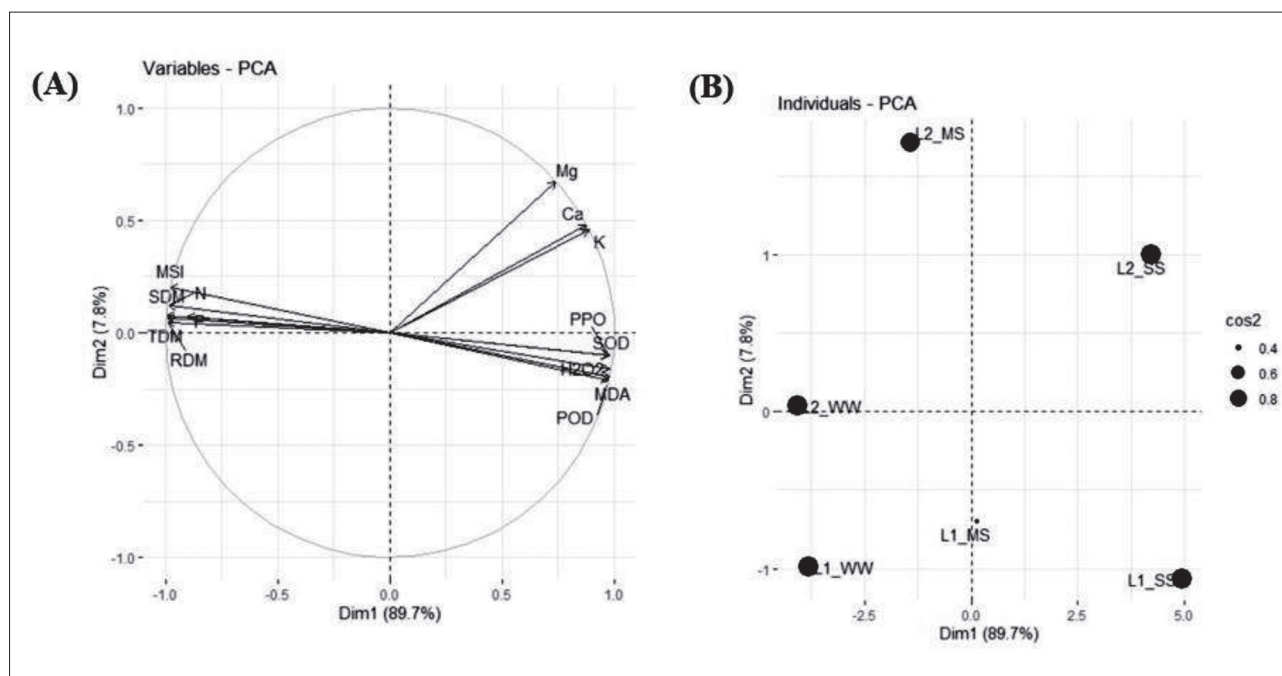 (A)
Variables - PCA
1.0
0.5
0.0
-0.5
-1.0
Dim2 (7.8%)
Mg
Ca
K
MSI
N
SDM
P
TDM
RDM
PPO
SOD
H2O2
MDA
POD
-1.0
-0.5
0.0
0.5
1.0
Dim1 (89.7%)
(B)
Individuals - PCA
1
0
-1
Dim2 (7.8%)
L2_MS
L2_SS
L2_WW
L1_MS
L1_WW
L1_SS
-2.5
0.0
2.5
5.0
Dim1 (89.7%)
cos2
0.4
0.6
0.8